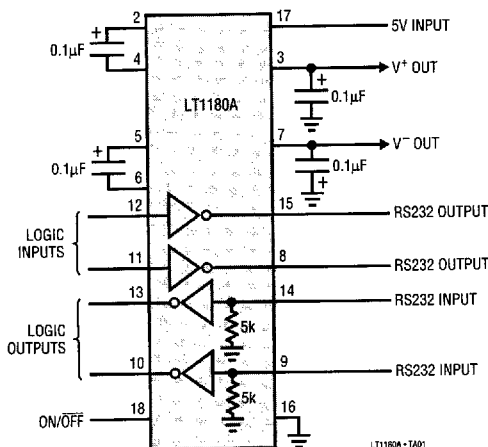 2
17
5V INPUT
+
0.1µF
4
3
V+ OUT
+
0.1µF
LT1180A
5
7
V− OUT
+
0.1µF
0.1µF
+
6
12
15
RS232 OUTPUT
LOGIC
INPUTS
11
8
RS232 OUTPUT
13
14
RS232 INPUT
5k
LOGIC
OUTPUTS
10
9
RS232 INPUT
5k
ON/OFF
18
16
LT1180A • TA01